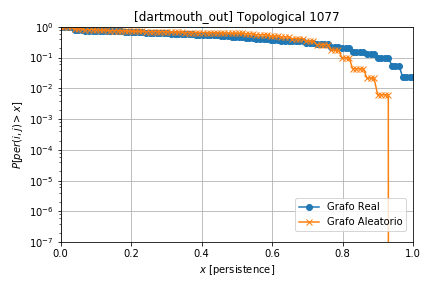 [dartmouth_out] Topological 1077
P[per(i,j) > x]
10^0
10^-1
10^-2
10^-3
10^-4
10^-5
10^-6
10^-7
Grafo Real
Grafo Aleatorio
0.0 0.2 0.4 0.6 0.8 1.0
x [persistence]